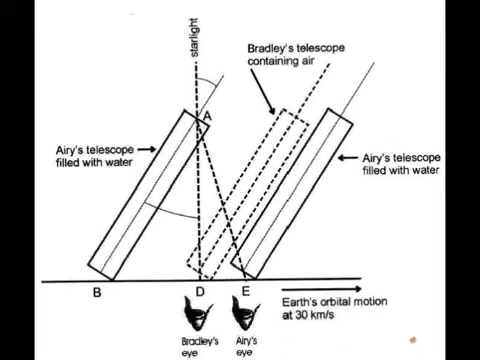 starlight
Bradley's telescope
containing air
A
Airy's telescope
filled with water
Airy's telescope
filled with water
B
D
E
Earth's orbital motion
at 30 km/s
Bradley's
eye
Airy's
eye